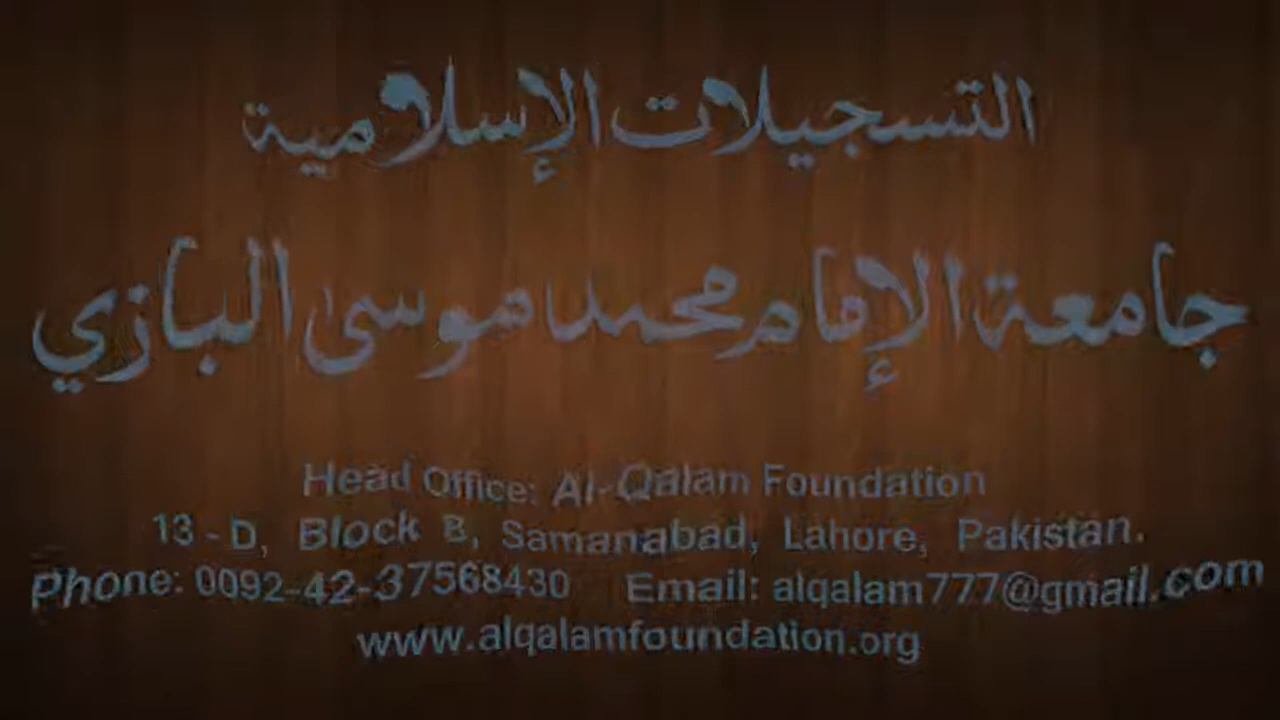 التسجيلات الإسلامية
جامعة الإمام محمد موسى البازي
Head Office: Al-Qalam Foundation
13 - D, Block B, Samanabad, Lahore, Pakistan.
Phone: 0092-42-37568430 Email: alqalam777@gmail.com
www.alqalamfoundation.org